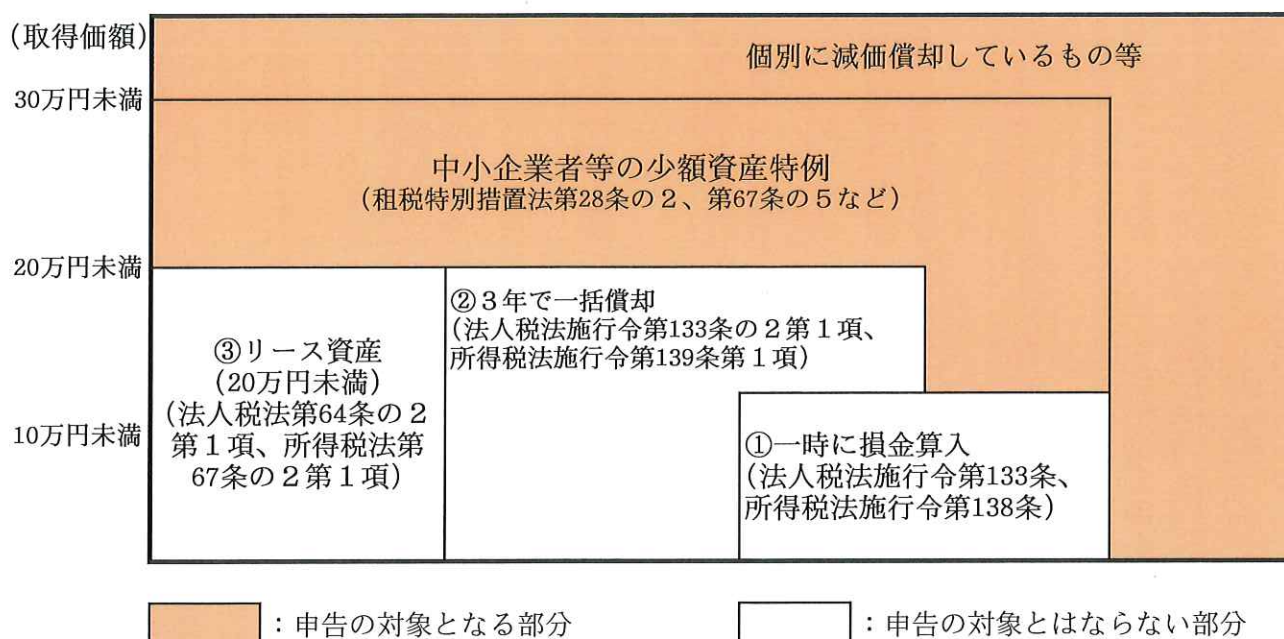 (取得価額)
個別に減価償却しているもの等
30万円未満
中小企業者等の少額資産特例
(租税特別措置法第28条の2、第67条の5など)
20万円未満
②3年で一括償却
(法人税法施行令第133条の2第1項、
所得税法施行令第139条第1項)
③リース資産
(20万円未満)
(法人税法第64条の2
第1項、所得税法第
67条の2第1項)
10万円未満
①一時に損金算入
(法人税法施行令第133条、
所得税法施行令第138条)
:申告の対象となる部分
:申告の対象とはならない部分